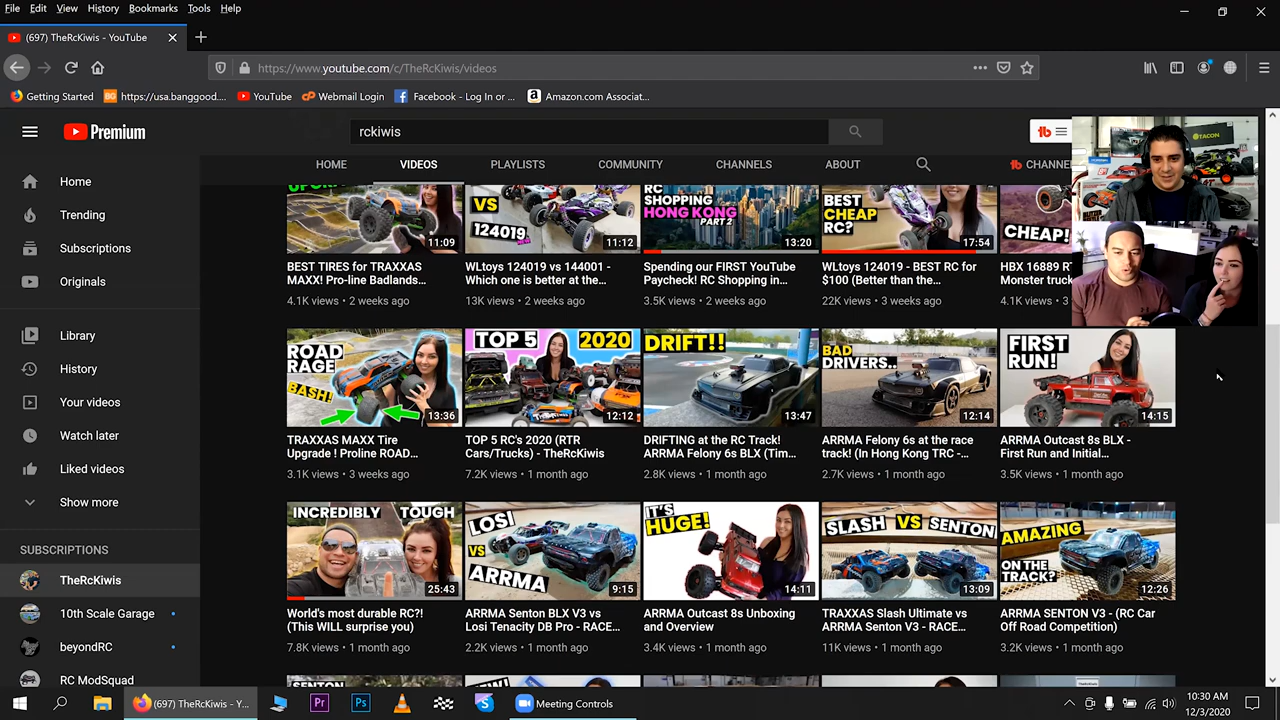 File Edit View History Bookmarks Tools Help
(697) TheRcKiwis - YouTube
https://www.youtube.com/c/TheRcKiwis/videos
Getting Started https://usa.banggood.... YouTube Webmail Login Facebook - Log In or ... Amazon.com Associat...
Premium
rckiwis
tb
HOME VIDEOS PLAYLISTS COMMUNITY CHANNELS ABOUT
tb CHANNE
Home
Trending
Subscriptions
Originals
Library
History
Your videos
Watch later
Liked videos
Show more
SUBSCRIPTIONS
TheRcKiwis
10th Scale Garage
beyondRC
RC ModSquad
11:09
VS
124019
11:12
RC
SHOPPING
HONG KONG
PART 2
13:20
BEST
CHEAP
RC?
17:54
CHEAP!
TACON
BEST TIRES for TRAXXAS
MAXX! Pro-line Badlands...
4.1K views • 2 weeks ago
WLtoys 124019 vs 144001 -
Which one is better at the...
13K views • 2 weeks ago
Spending our FIRST YouTube
Paycheck! RC Shopping in...
3.5K views • 2 weeks ago
WLtoys 124019 - BEST RC for
$100 (Better than the...
22K views • 3 weeks ago
HBX 16889 RT
Monster truck
4.1K views • 3
ROAD
RAGE
BASH!
13:36
TOP 5 2020
12:12
DRIFT!!
13:47
BAD
DRIVERS..
12:14
FIRST
RUN!
14:15
TRAXXAS MAXX Tire
Upgrade ! Proline ROAD...
3.1K views • 3 weeks ago
TOP 5 RC's 2020 (RTR
Cars/Trucks) - TheRcKiwis
7.2K views • 1 month ago
DRIFTING at the RC Track!
ARRMA Felony 6s BLX (Tim...
2.8K views • 1 month ago
ARRMA Felony 6s at the race
track! (In Hong Kong TRC -...
2.7K views • 1 month ago
ARRMA Outcast 8s BLX -
First Run and Initial...
3.5K views • 1 month ago
INCREDIBLY TOUGH
25:43
LOSI
VS
ARRMA
9:15
IT'S
HUGE!
14:11
SLASH VS SENTON
13:09
AMAZING
ON THE
TRACK?
12:26
World's most durable RC?!
(This WILL surprise you)
7.8K views • 1 month ago
ARRMA Senton BLX V3 vs
Losi Tenacity DB Pro - RACE...
2.2K views • 1 month ago
ARRMA Outcast 8s Unboxing
and Overview
3.4K views • 1 month ago
TRAXXAS Slash Ultimate vs
ARRMA Senton V3 - RACE...
11K views • 1 month ago
ARRMA SENTON V3 - (RC Car
Off Road Competition)
3.2K views • 1 month ago
(697) TheRcKiwis - Y...
Pr
Ps
Meeting Controls
10:30 AM
12/3/2020